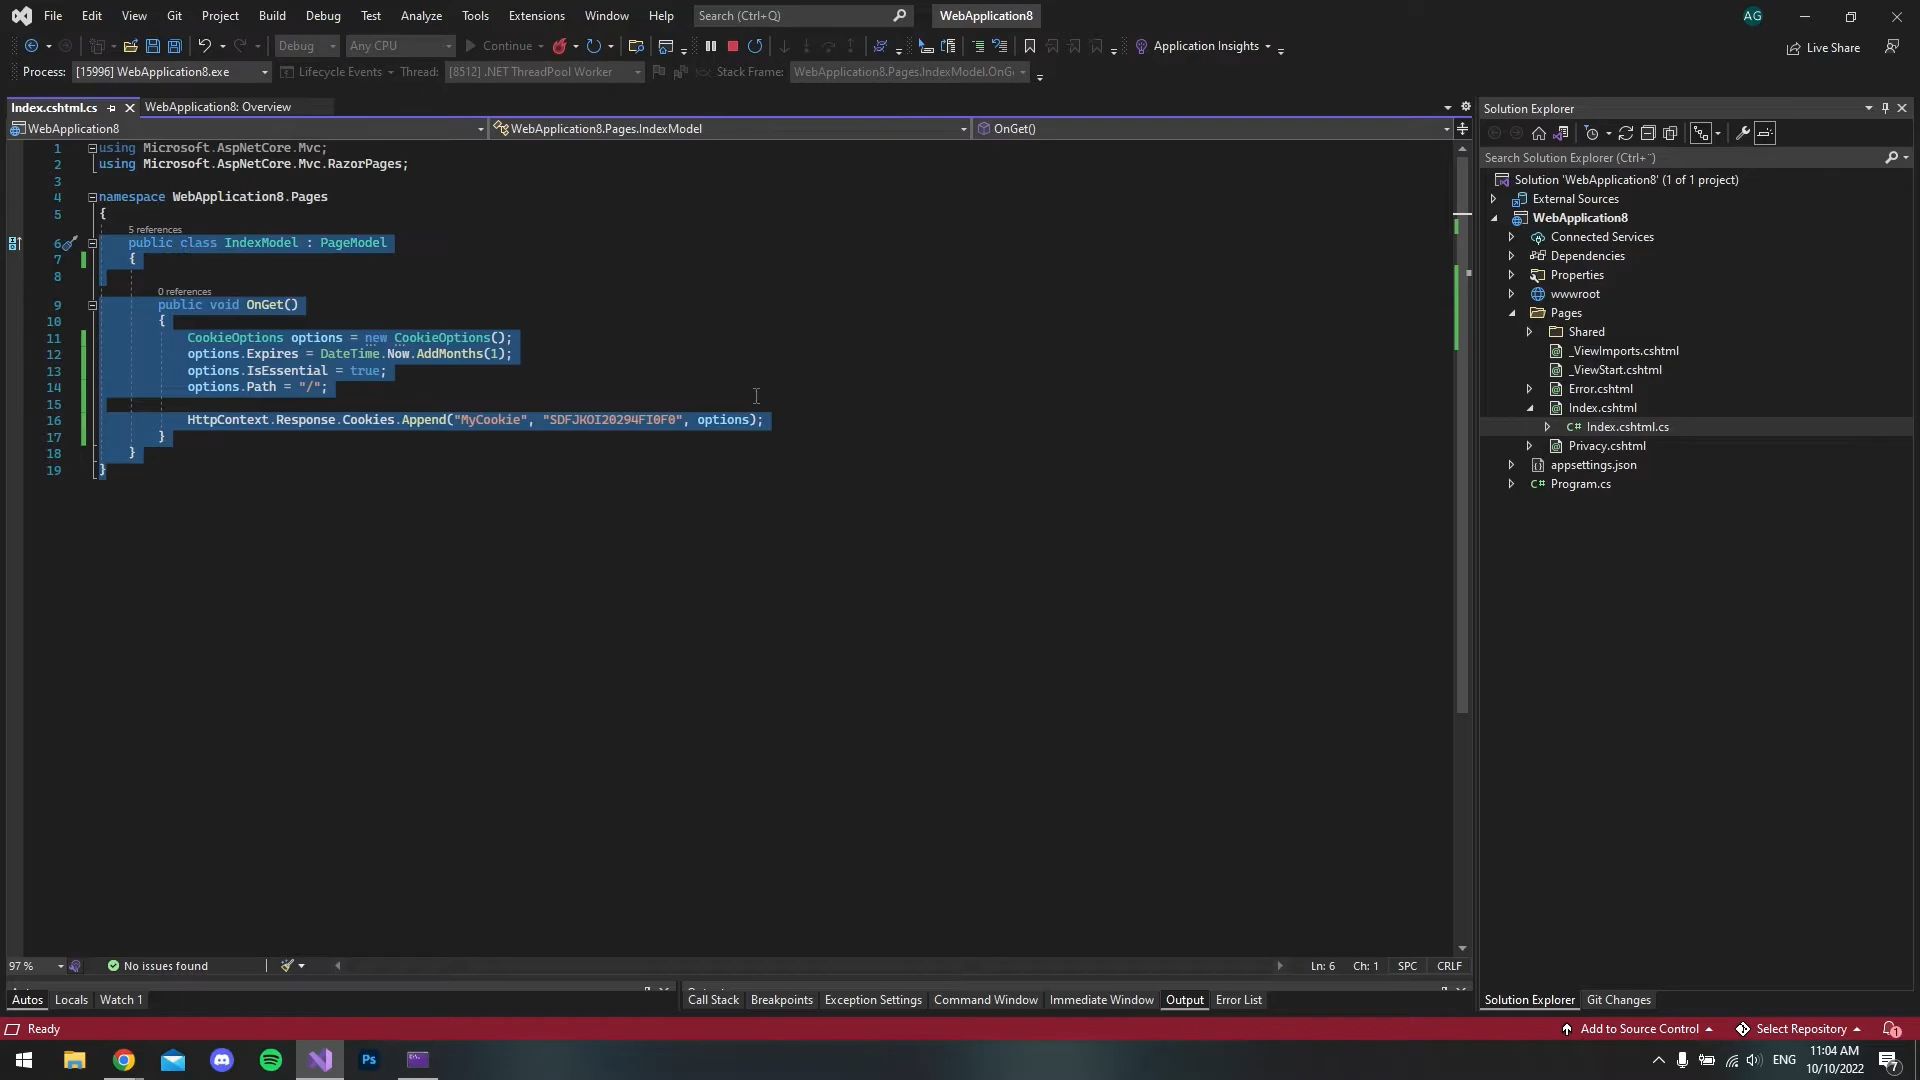 File Edit View Git Project Build Debug Test Analyze Tools Extensions Window Help Search (Ctrl+Q) WebApplication8 AG
Debug Any CPU Continue Application Insights Live Share
Process: [15996] WebApplication8.exe Lifecycle Events Thread: [8512] .NET ThreadPool Worker Stack Frame: WebApplication8.Pages.IndexModel.OnG
Index.cshtml.cs WebApplication8: Overview
WebApplication8 WebApplication8.Pages.IndexModel OnGet()
1 using Microsoft.AspNetCore.Mvc;
2 using Microsoft.AspNetCore.Mvc.RazorPages;
3
4 namespace WebApplication8.Pages
5 {
5 references
6 public class IndexModel : PageModel
7 {
8
0 references
9 public void OnGet()
10 {
11 CookieOptions options = new CookieOptions();
12 options.Expires = DateTime.Now.AddMonths(1);
13 options.IsEssential = true;
14 options.Path = "/";
15
16 HttpContext.Response.Cookies.Append("MyCookie", "SDFJKOI20294FI0F0", options);
17 }
18 }
19 }
97 % No issues found Ln: 6 Ch: 1 SPC CRLF
Autos Locals Watch 1
Call Stack Breakpoints Exception Settings Command Window Immediate Window Output Error List
Solution Explorer
Search Solution Explorer (Ctrl+¨)
Solution 'WebApplication8' (1 of 1 project)
External Sources
WebApplication8
Connected Services
Dependencies
Properties
wwwroot
Pages
Shared
_ViewImports.cshtml
_ViewStart.cshtml
Error.cshtml
Index.cshtml
C# Index.cshtml.cs
Privacy.cshtml
appsettings.json
C# Program.cs
Solution Explorer Git Changes
Ready Add to Source Control Select Repository 1
Ps ENG 11:04 AM
10/10/2022 7